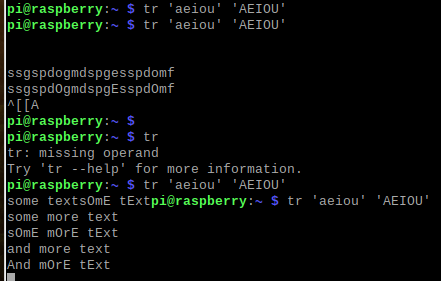 pi@raspberry:~ $ tr 'aeiou' 'AEIOU'
pi@raspberry:~ $ tr 'aeiou' 'AEIOU'
ssgspdogmdspgesspdomf
ssgspdOgmdspgEsspdOmf
^[[A
pi@raspberry:~ $
pi@raspberry:~ $ tr
tr: missing operand
Try 'tr --help' for more information.
pi@raspberry:~ $ tr 'aeiou' 'AEIOU'
some textsOmE tExtpi@raspberry:~ $ tr 'aeiou' 'AEIOU'
some more text
sOmE mOrE tExt
and more text
And mOrE tExt